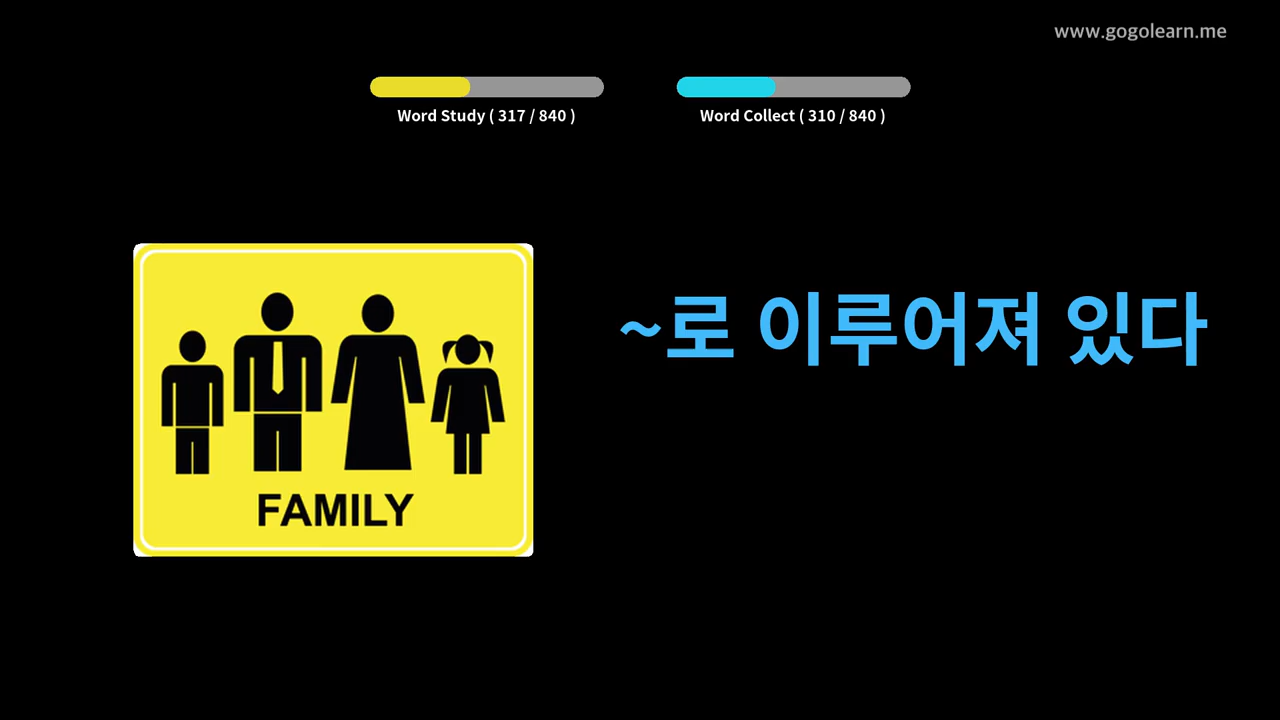 www.gogolearn.me
Word Study ( 317 / 840 )
Word Collect ( 310 / 840 )
~로 이루어져 있다
FAMILY